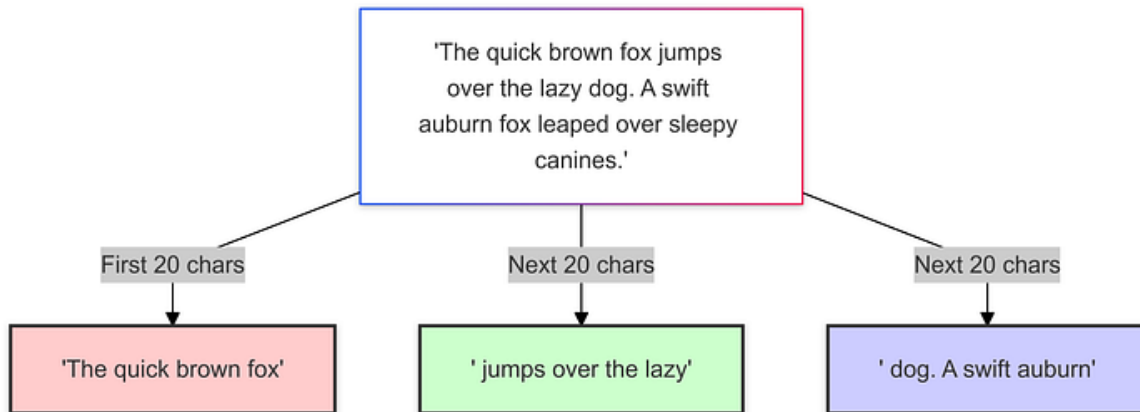 'The quick brown fox jumps
over the lazy dog. A swift
auburn fox leaped over sleepy
canines.'
First 20 chars
Next 20 chars
Next 20 chars
'The quick brown fox'
' jumps over the lazy'
' dog. A swift auburn'